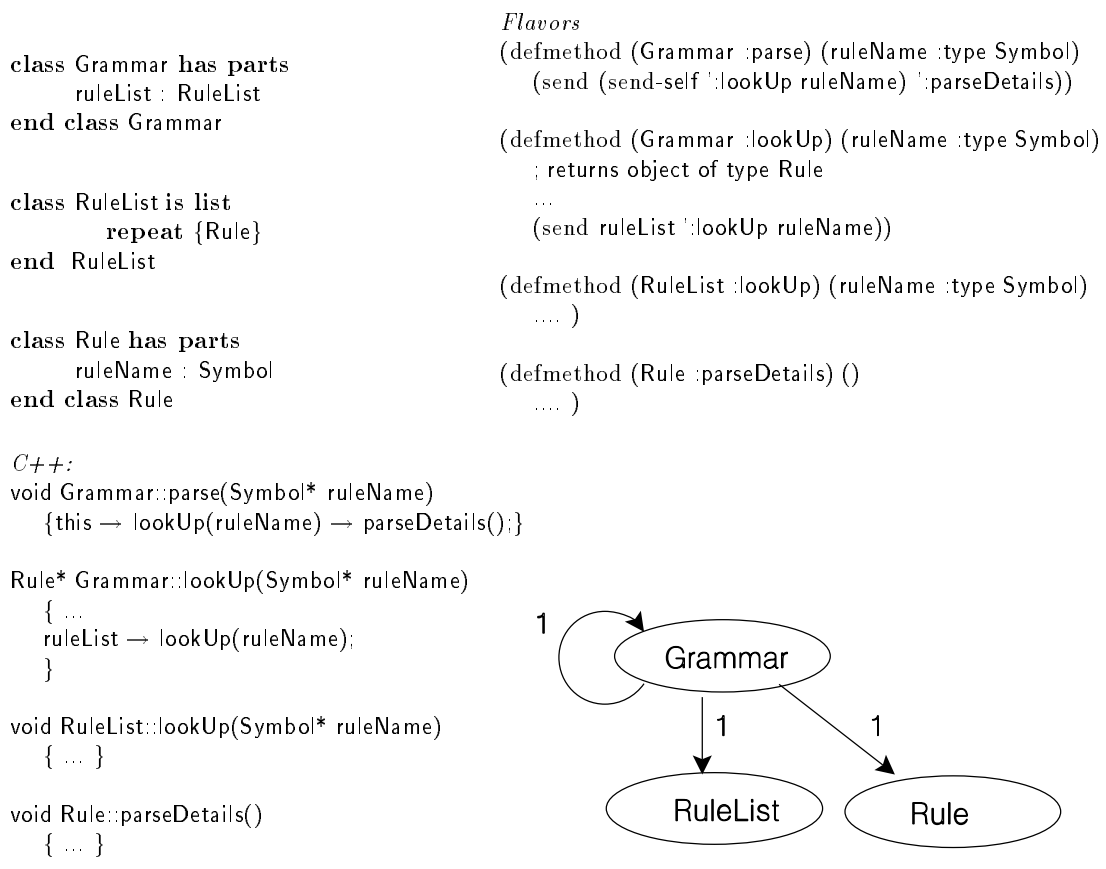 class Grammar has parts
ruleList : RuleList
end class Grammar
class RuleList is list
repeat {Rule}
end RuleList
class Rule has parts
ruleName : Symbol
end class Rule
Flavors
(defmethod (Grammar :parse) (ruleName :type Symbol)
(send (send-self ':lookUp ruleName) ':parseDetails))
(defmethod (Grammar :lookUp) (ruleName :type Symbol)
; returns object of type Rule
...
(send ruleList ':lookUp ruleName))
(defmethod (RuleList :lookUp) (ruleName :type Symbol)
.... )
(defmethod (Rule :parseDetails) ()
.... )
C++:
void Grammar::parse(Symbol* ruleName)
{this → lookUp(ruleName) → parseDetails();}
Rule* Grammar::lookUp(Symbol* ruleName)
{ ...
ruleList → lookUp(ruleName);
}
void RuleList::lookUp(Symbol* ruleName)
{ ... }
void Rule::parseDetails()
{ ... }
1
Grammar
1
1
RuleList
Rule